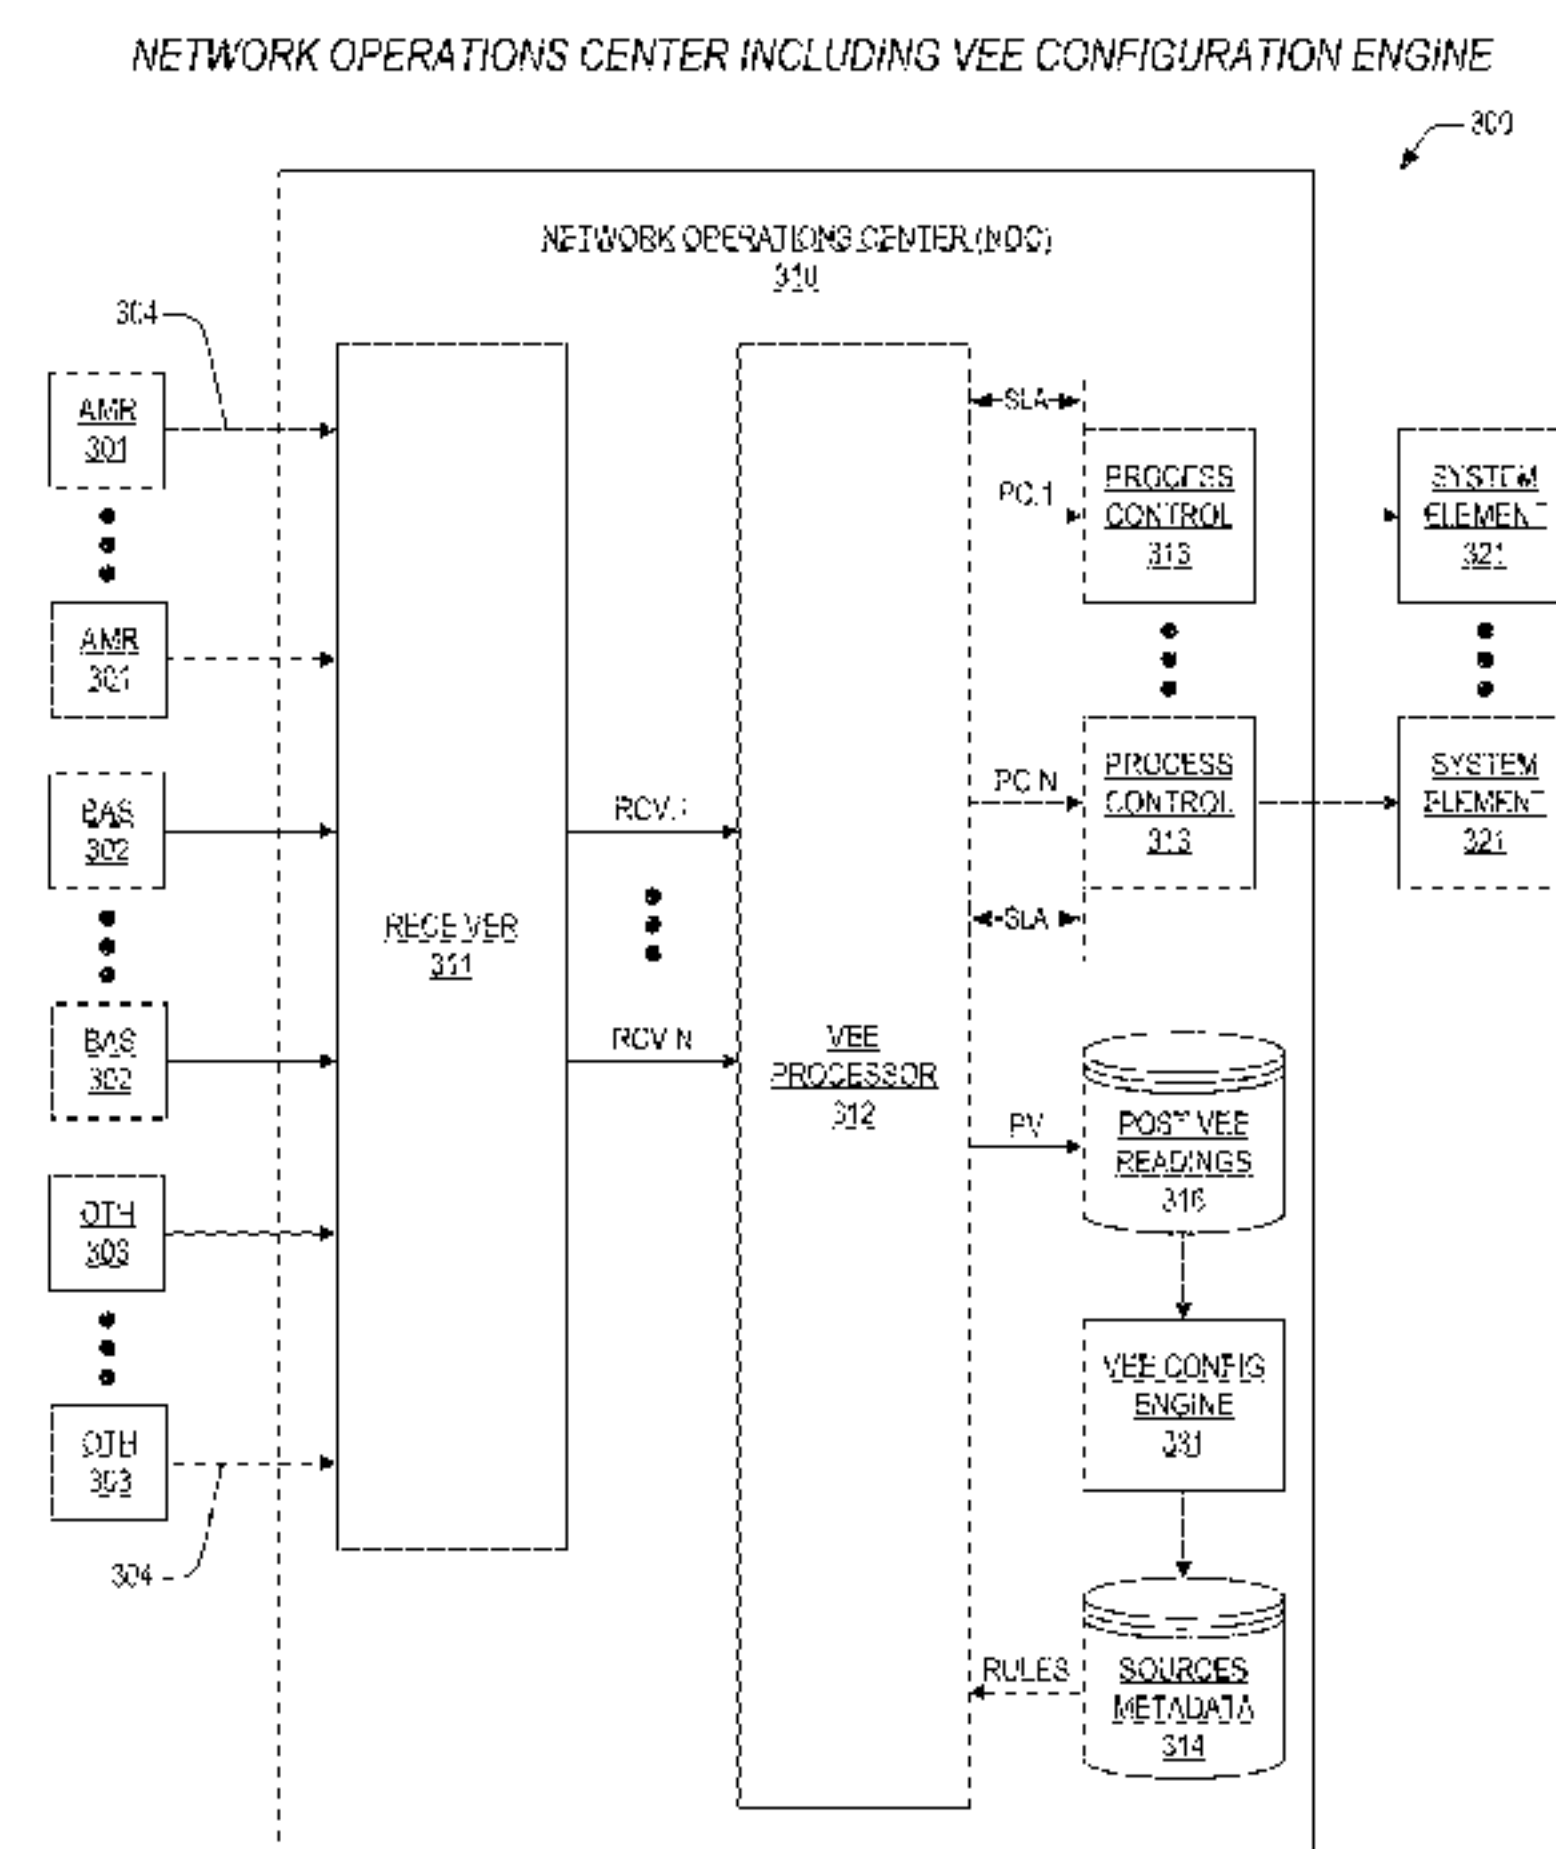 NETWORK OPERATIONS CENTER INCLUDING VEE CONFIGURATION ENGINE
300
NETWORK OPERATIONS CENTER (NOC)
310
304
AMR
301
AMR
301
BAS
302
BAS
302
OTH
303
OTH
303
304
RECEIVER
311
RCV.1
RCV.N
VEE
PROCESSOR
312
SLA
PC.1
PROCESS
CONTROL
313
SYSTEM
ELEMENT
321
PC.N
PROCESS
CONTROL
313
SYSTEM
ELEMENT
321
SLA
PV
POST VEE
READINGS
316
VEE CONFIG
ENGINE
331
RULES
SOURCES
METADATA
314